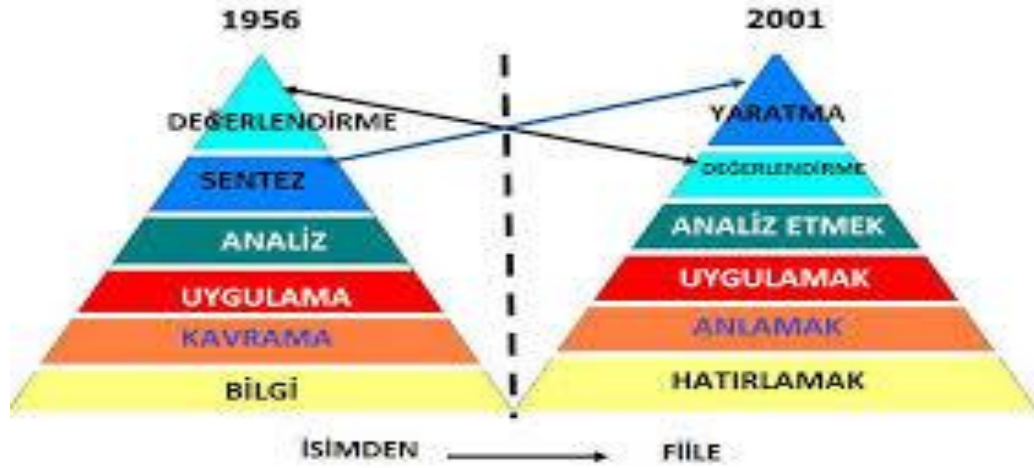 1956
DEĞERLENDİRME
SENTEZ
ANALİZ
UYGULAMA
KAVRAMA
BİLGİ
2001
YARATMA
DEĞERLENDİRME
ANALİZ ETMEK
UYGULAMAK
ANLAMAK
HATIRLAMAK
İSİMDEN FİİLE